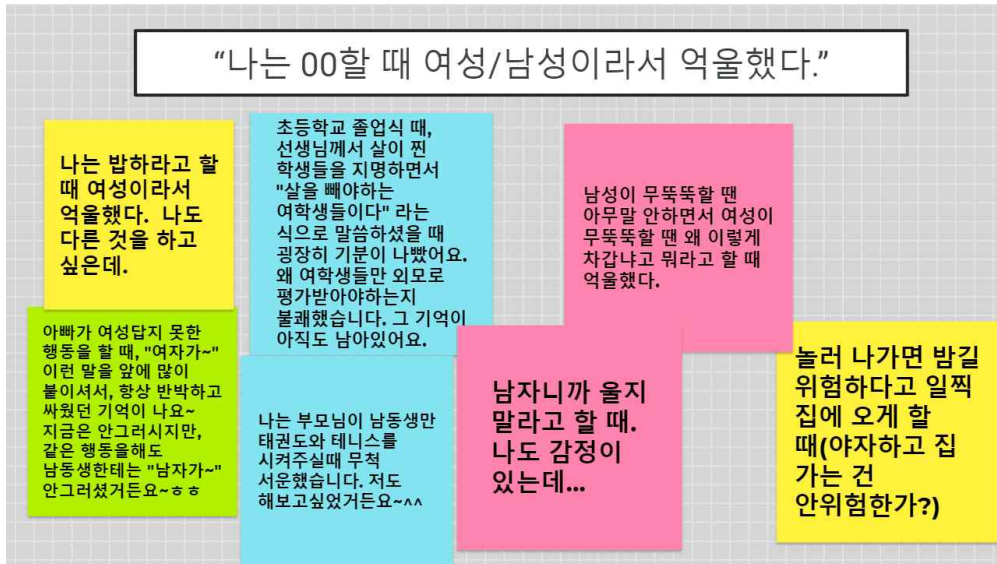 “나는 00할 때 여성/남성이라서 억울했다.”
나는 밥하라고 할
때 여성이라서
억울했다. 나도
다른 것을 하고
싶은데.
초등학교 졸업식 때,
선생님께서 살이 찐
학생들을 지명하면서
"살을 빼야하는
여학생들이다" 라는
식으로 말씀하셨을 때
굉장히 기분이 나빴어요.
왜 여학생들만 외모로
평가받아야하는지
불쾌했습니다. 그 기억이
아직도 남아있어요.
남성이 무뚝뚝할 땐
아무말 안하면서 여성이
무뚝뚝할 땐 왜 이렇게
차갑냐고 뭐라고 할 때
억울했다.
아빠가 여성답지 못한
행동을 할 때, "여자가~"
이런 말을 앞에 많이
붙이셔서, 항상 반박하고
싸웠던 기억이 나요~
지금은 안그러시지만,
같은 행동을해도
남동생한테는 "남자가~"
안그러셨거든요~ㅎㅎ
나는 부모님이 남동생만
태권도와 테니스를
시켜주실때 무척
서운했습니다. 저도
해보고싶었거든요~^^
남자니까 울지
말라고 할 때.
나도 감정이
있는데...
놀러 나가면 밤길
위험하다고 일찍
집에 오게 할
때(야자하고 집
가는 건
안위험한가?)